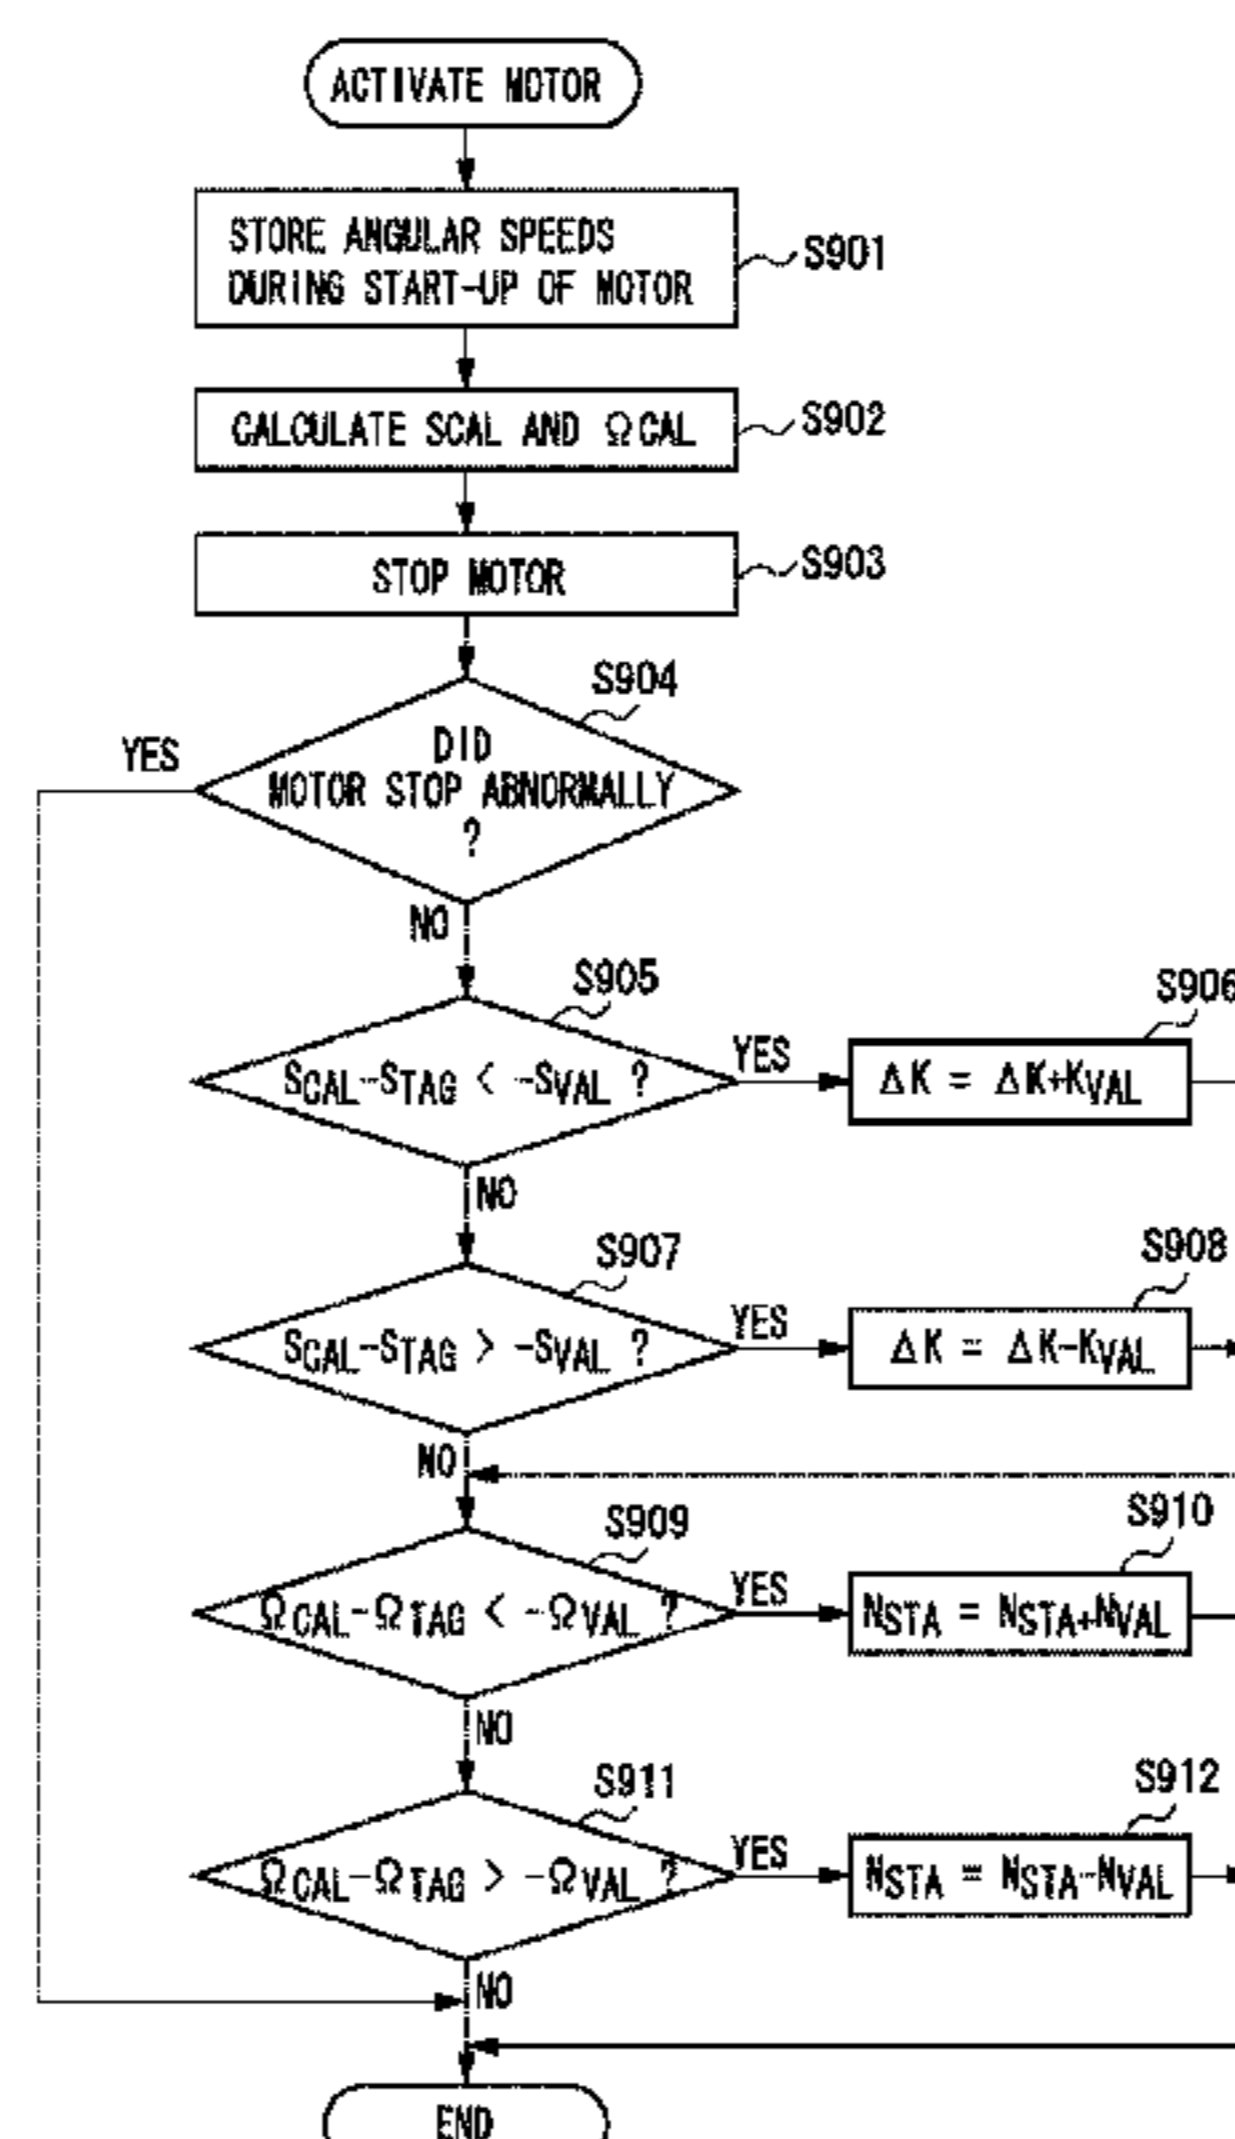 ACTIVATE MOTOR
STORE ANGULAR SPEEDS
DURING START-UP OF MOTOR
S901
CALCULATE SCAL AND ΩCAL
S902
STOP MOTOR
S903
S904
YES
DID
MOTOR STOP ABNORMALLY
?
NO
S905
SCAL-STAG < -SVAL ?
YES
S906
ΔK = ΔK+KVAL
NO
S907
SCAL-STAG > -SVAL ?
YES
S908
ΔK = ΔK-KVAL
NO
S909
ΩCAL-ΩTAG < -ΩVAL ?
YES
S910
NSTA = NSTA+NVAL
NO
S911
ΩCAL-ΩTAG > -ΩVAL ?
YES
S912
NSTA = NSTA-NVAL
NO
END